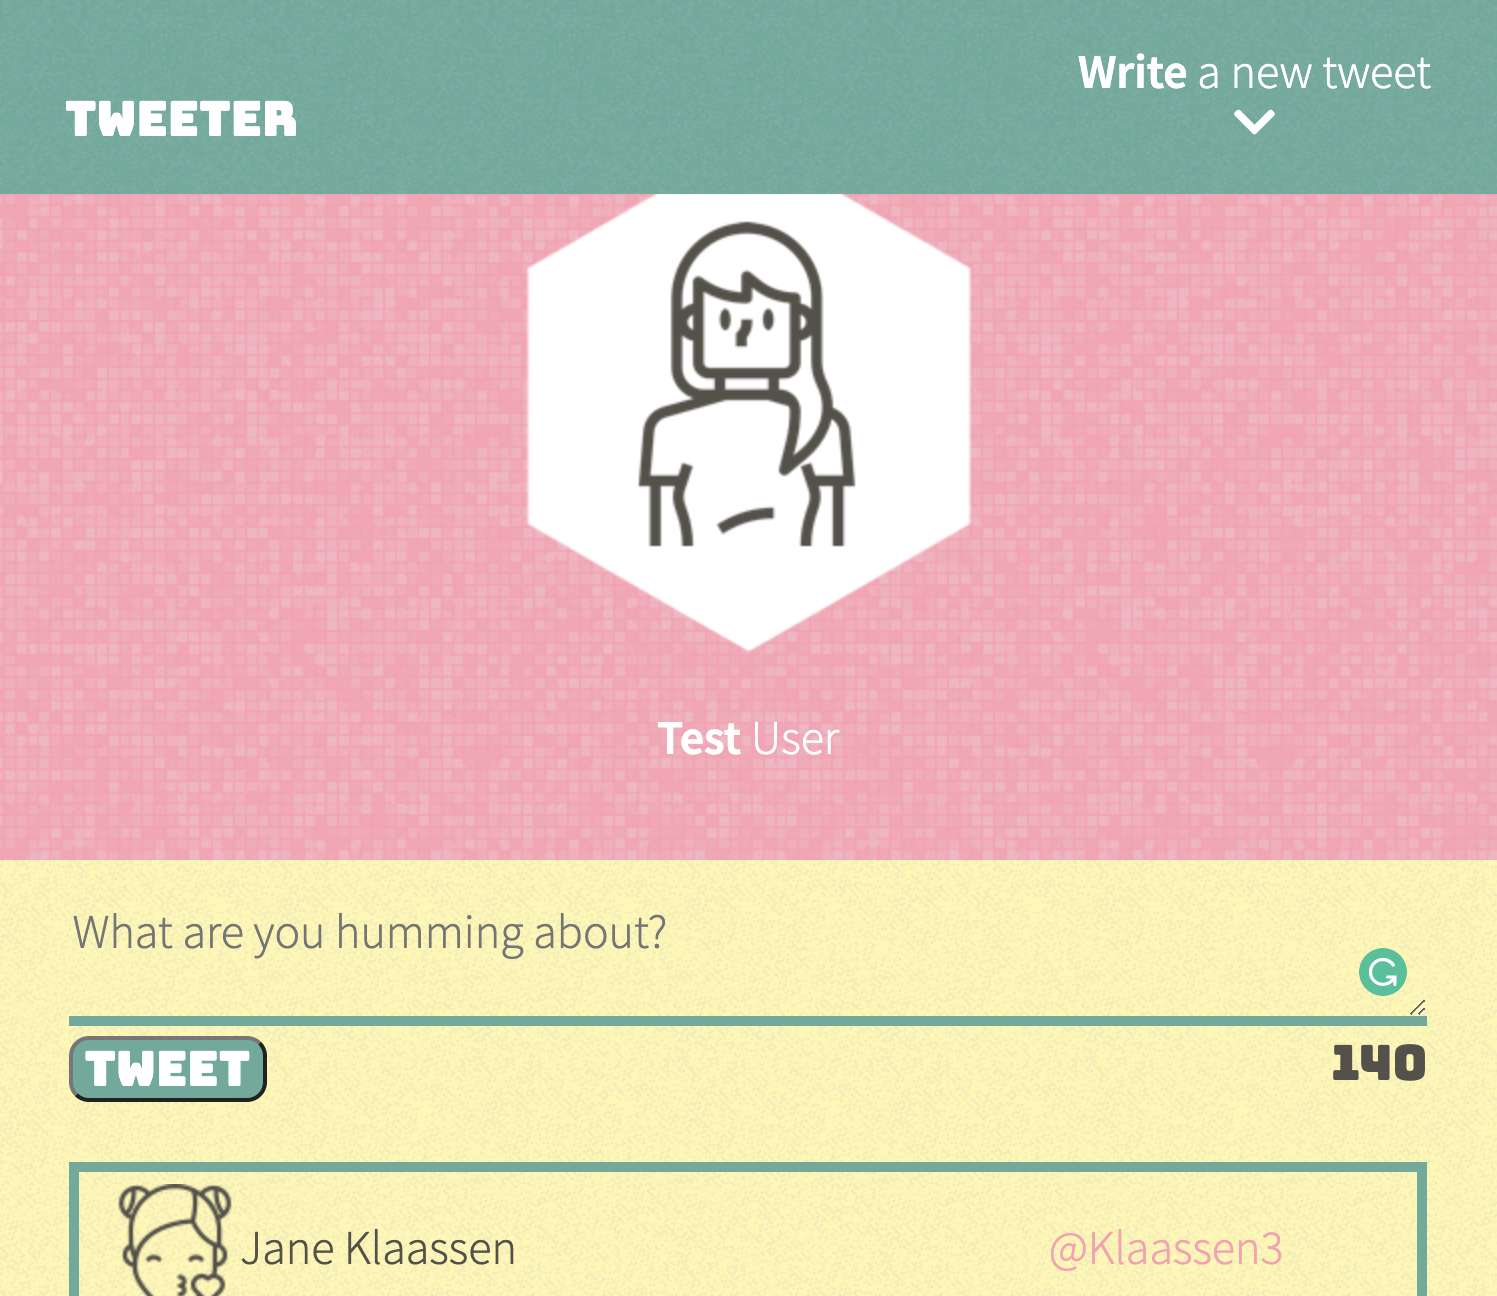 Write a new tweet
TWEETER
Test User
What are you humming about?
TWEET
140
Jane Klaassen
@Klaassen3